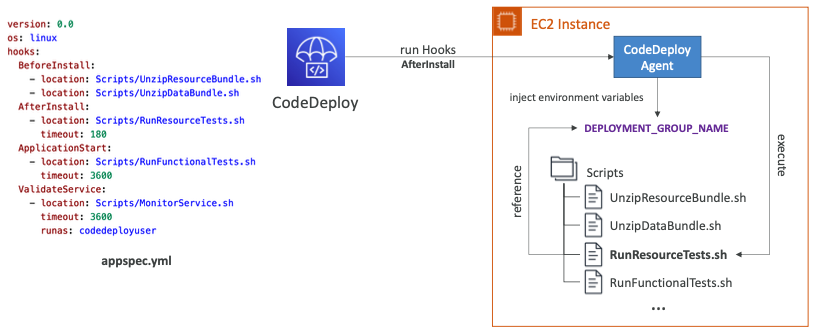 version: 0.0
os: linux
hooks:
  BeforeInstall:
    - location: Scripts/UnzipResourceBundle.sh
    - location: Scripts/UnzipDataBundle.sh
  AfterInstall:
    - location: Scripts/RunResourceTests.sh
      timeout: 180
  ApplicationStart:
    - location: Scripts/RunFunctionalTests.sh
      timeout: 3600
  ValidateService:
    - location: Scripts/MonitorService.sh
      timeout: 3600
      runas: codedeployuser
appspec.yml
CodeDeploy
run Hooks
AfterInstall
EC2 Instance
CodeDeploy
Agent
inject environment variables
DEPLOYMENT_GROUP_NAME
reference
execute
Scripts
UnzipResourceBundle.sh
UnzipDataBundle.sh
RunResourceTests.sh
RunFunctionalTests.sh
...